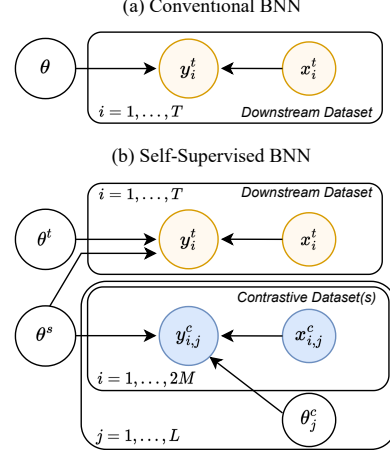 (a) Conventional BNN
θ y_i^t x_i^t
i = 1, . . . , T Downstream Dataset
(b) Self-Supervised BNN
i = 1, . . . , T Downstream Dataset
θ^t y_i^t x_i^t
Contrastive Dataset(s)
θ^s y_{i,j}^c x_{i,j}^c
i = 1, . . . , 2M
θ_j^c
j = 1, . . . , L